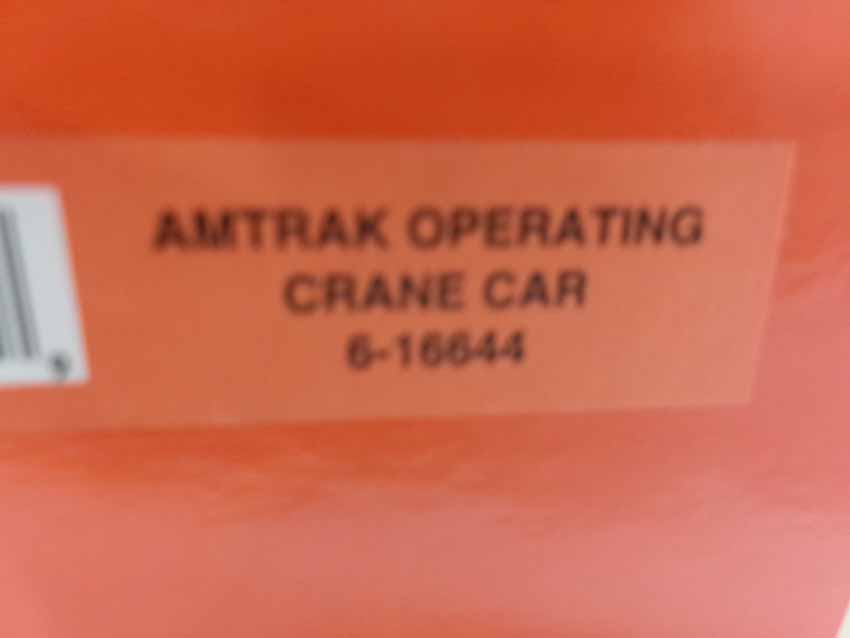 AMTRAK OPERATING
CRANE CAR
6-16644